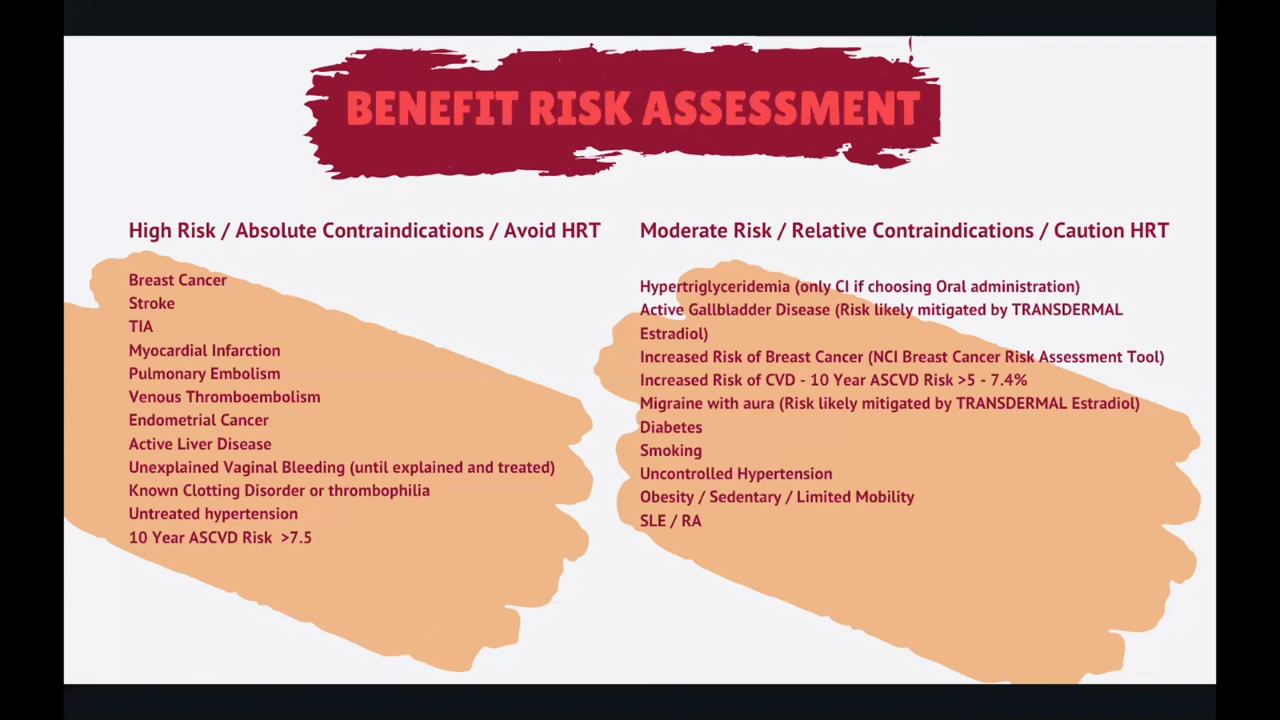 BENEFIT RISK ASSESSMENT
High Risk / Absolute Contraindications / Avoid HRT
Breast Cancer
Stroke
TIA
Myocardial Infarction
Pulmonary Embolism
Venous Thromboembolism
Endometrial Cancer
Active Liver Disease
Unexplained Vaginal Bleeding (until explained and treated)
Known Clotting Disorder or thrombophilia
Untreated hypertension
10 Year ASCVD Risk >7.5
Moderate Risk / Relative Contraindications / Caution HRT
Hypertriglyceridemia (only CI if choosing Oral administration)
Active Gallbladder Disease (Risk likely mitigated by TRANSDERMAL
Estradiol)
Increased Risk of Breast Cancer (NCI Breast Cancer Risk Assessment Tool)
Increased Risk of CVD - 10 Year ASCVD Risk >5 - 7.4%
Migraine with aura (Risk likely mitigated by TRANSDERMAL Estradiol)
Diabetes
Smoking
Uncontrolled Hypertension
Obesity / Sedentary / Limited Mobility
SLE / RA